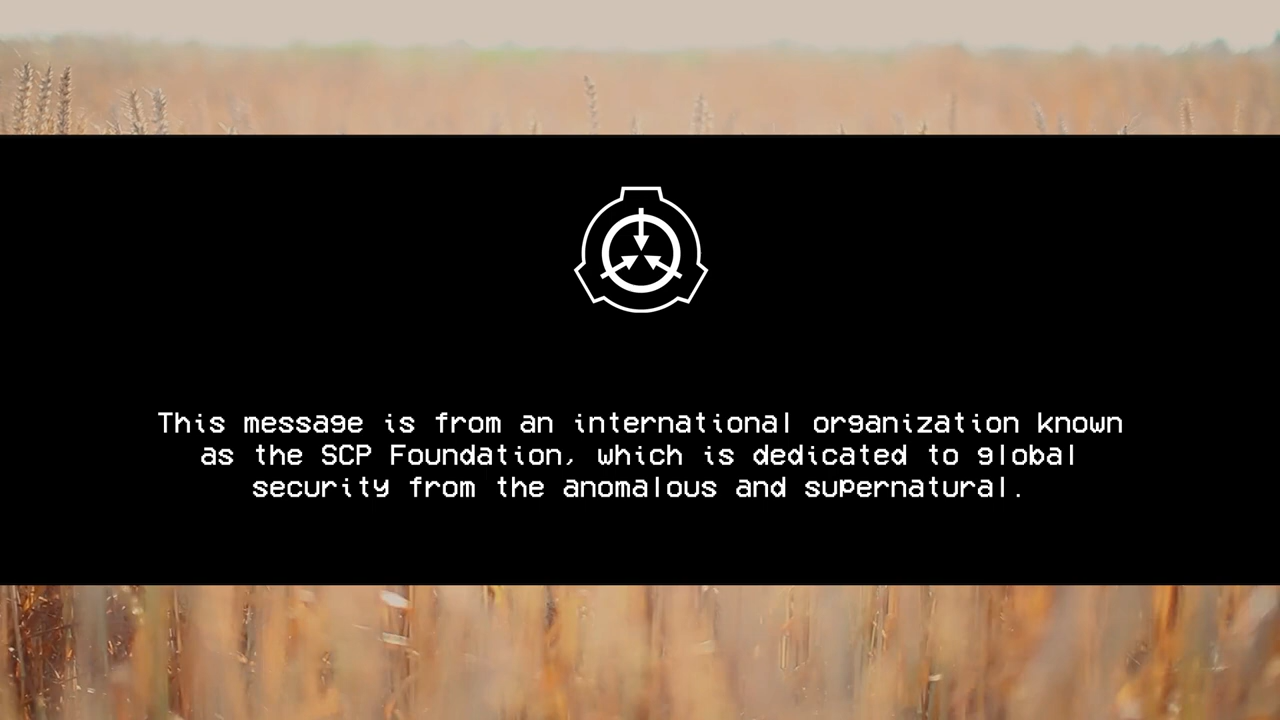 This message is from an international organization known
as the SCP Foundation, which is dedicated to global
security from the anomalous and supernatural.